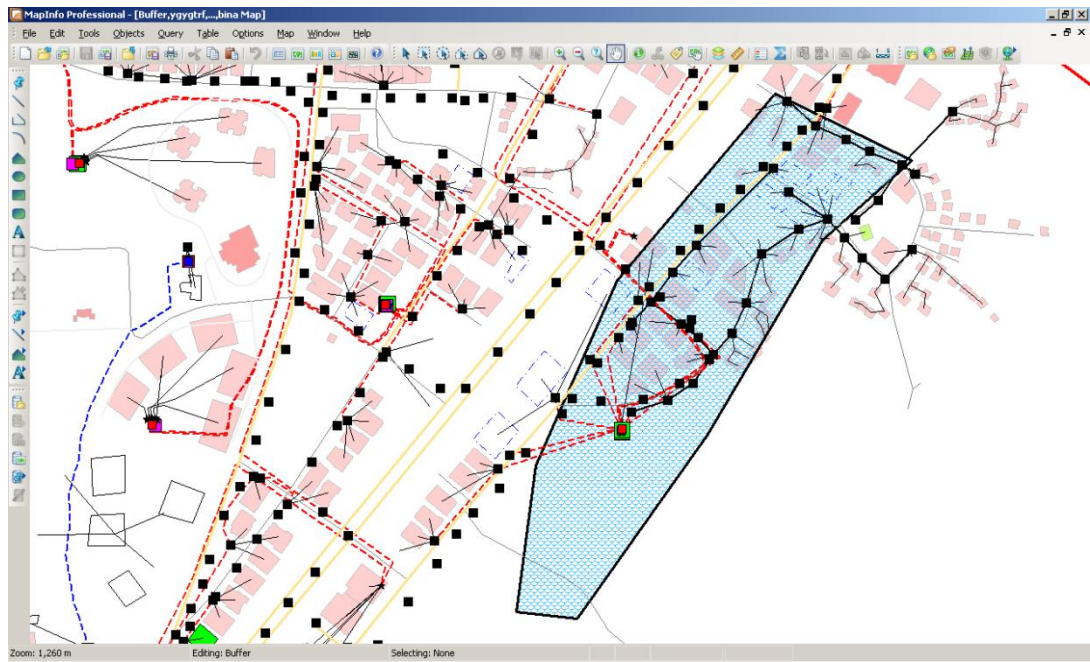 MapInfo Professional - [Buffer,ygygtrf,...,bina Map]
File Edit Tools Objects Query Table Options Map Window Help
Zoom: 1,260 m Editing: Buffer Selecting: None